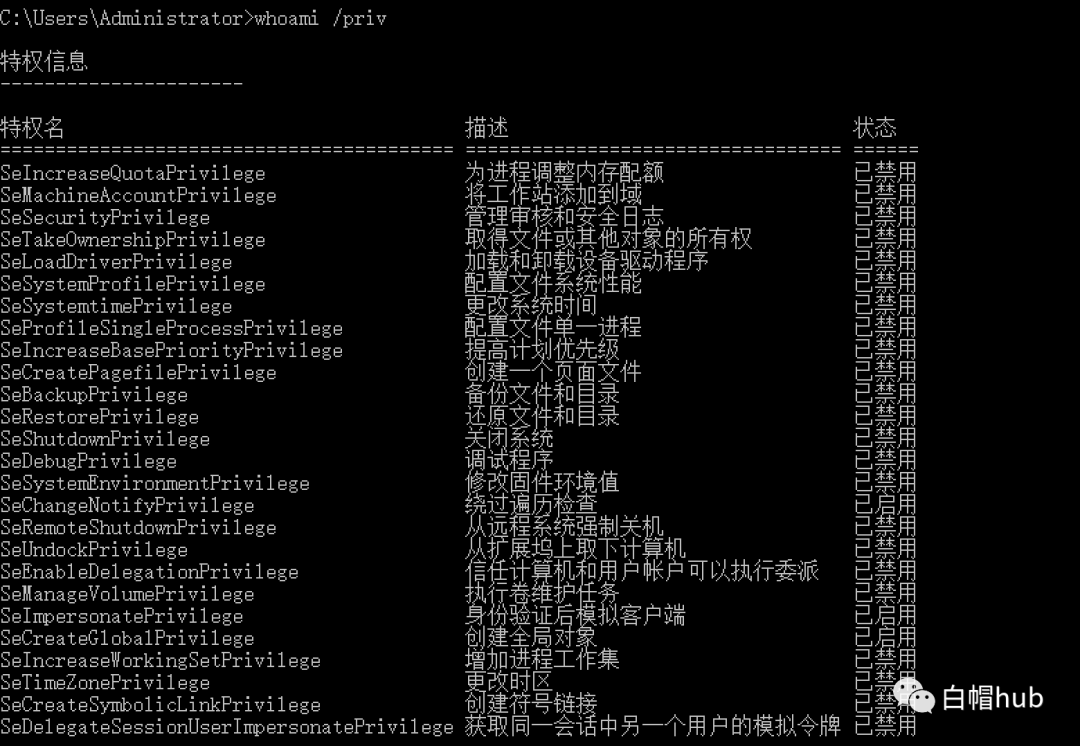 C:\Users\Administrator>whoami /priv
特权信息
----------------------
特权名 描述 状态
========================================= ================================== ======
SeIncreaseQuotaPrivilege 为进程调整内存配额 已禁用
SeMachineAccountPrivilege 将工作站添加到域 已禁用
SeSecurityPrivilege 管理审核和安全日志 已禁用
SeTakeOwnershipPrivilege 取得文件或其他对象的所有权 已禁用
SeLoadDriverPrivilege 加载和卸载设备驱动程序 已禁用
SeSystemProfilePrivilege 配置文件系统性能 已禁用
SeSystemtimePrivilege 更改系统时间 已禁用
SeProfileSingleProcessPrivilege 配置文件单一进程 已禁用
SeIncreaseBasePriorityPrivilege 提高计划优先级 已禁用
SeCreatePagefilePrivilege 创建一个页面文件 已禁用
SeBackupPrivilege 备份文件和目录 已禁用
SeRestorePrivilege 还原文件和目录 已禁用
SeShutdownPrivilege 关闭系统 已禁用
SeDebugPrivilege 调试程序 已禁用
SeSystemEnvironmentPrivilege 修改固件环境值 已禁用
SeChangeNotifyPrivilege 绕过遍历检查 已启用
SeRemoteShutdownPrivilege 从远程系统强制关机 已禁用
SeUndockPrivilege 从扩展坞上取下计算机 已禁用
SeEnableDelegationPrivilege 信任计算机和用户帐户可以执行委派 已禁用
SeManageVolumePrivilege 执行卷维护任务 已禁用
SeImpersonatePrivilege 身份验证后模拟客户端 已启用
SeCreateGlobalPrivilege 创建全局对象 已启用
SeIncreaseWorkingSetPrivilege 增加进程工作集 已禁用
SeTimeZonePrivilege 更改时区 已禁用
SeCreateSymbolicLinkPrivilege 创建符号链接 已禁用
SeDelegateSessionUserImpersonatePrivilege 获取同一会话中另一个用户的模拟令牌 已禁用
白帽hub